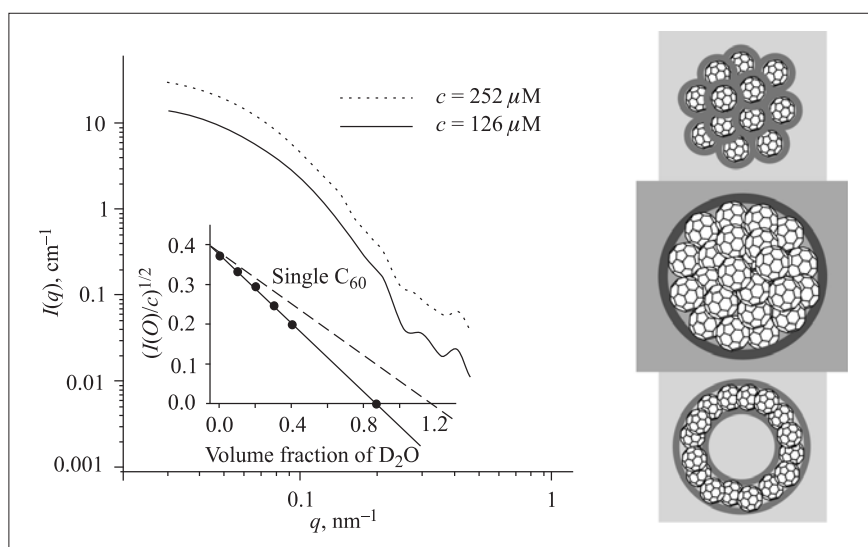 10
1
0.1
0.01
0.001
I(q), cm⁻¹
c = 252 μM
c = 126 μM
0.4
0.3
0.2
0.1
0.0
(I(O)/c)^1/2
Single C₆₀
0.0 0.4 0.8 1.2
Volume fraction of D₂O
0.1 1
q, nm⁻¹